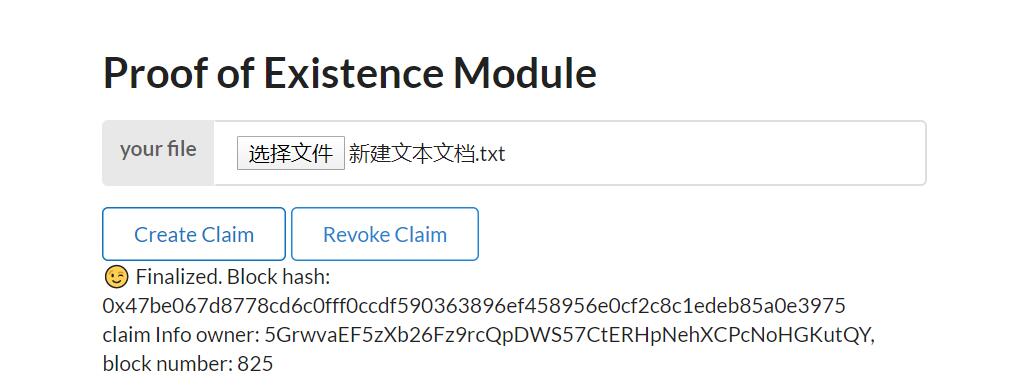 Proof of Existence Module
your file 选择文件 新建文本文档.txt
Create Claim Revoke Claim
😉 Finalized. Block hash:
0x47be067d8778cd6c0fff0ccdf590363896ef458956e0cf2c8c1edeb85a0e3975
claim Info owner: 5GrwvaEF5zXb26Fz9rcQpDWS57CtERHpNehXCPcNoHGKutQY,
block number: 825